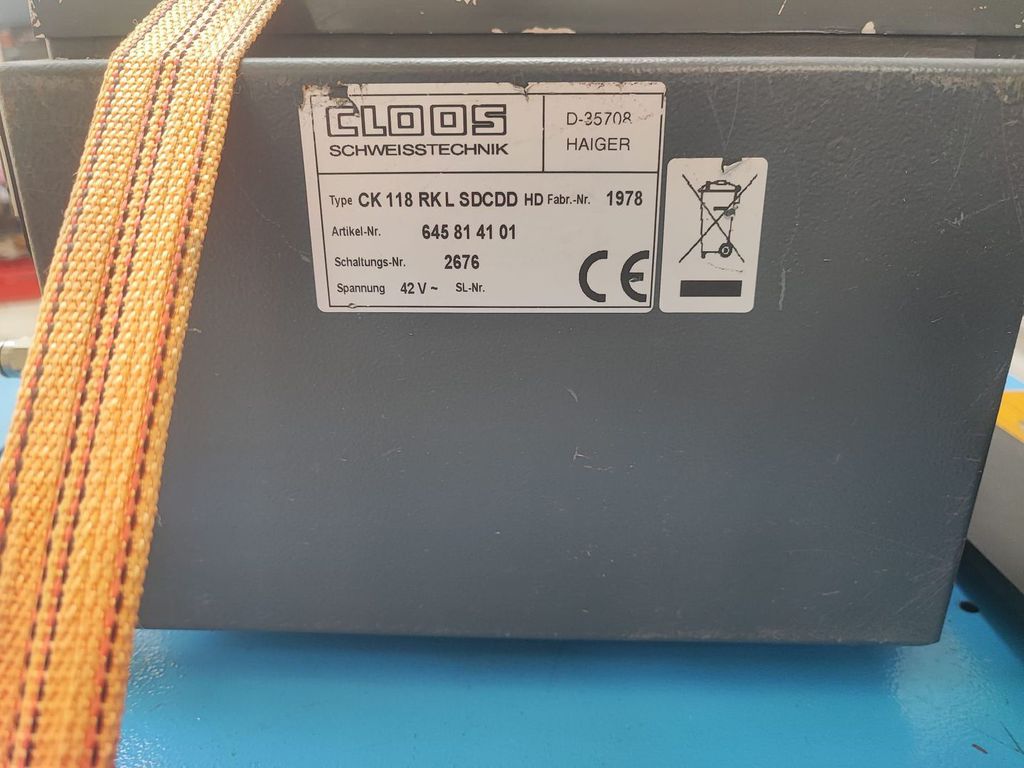 CLOOS
SCHWEISSTECHNIK
D-35708
HAIGER
Type CK 118 RK L SDCDD HD Fabr.-Nr. 1978
Artikel-Nr. 645 81 41 01
Schaltungs-Nr. 2676
Spannung 42 V ~ SL-Nr.
CE